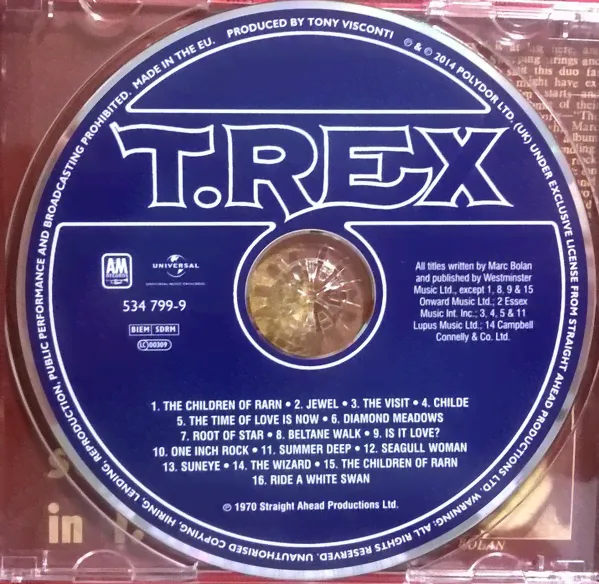 PRODUCED BY TONY VISCONTI
℗ & © 2014 POLYDOR LTD. (UK) UNDER EXCLUSIVE LICENSE FROM STRAIGHT AHEAD PRODUCTIONS LTD. WARNING: ALL RIGHTS RESERVED. UNAUTHORISED COPYING, HIRING, LENDING, REPRODUCTION, PUBLIC PERFORMANCE AND BROADCASTING PROHIBITED. MADE IN THE EU.
T.REX
AM
RECORDS
UNIVERSAL
UNIVERSAL MUSIC GROUP
534 799-9
BIEM SDRM
LC 00309
All titles written by Marc Bolan
and published by Westminster
Music Ltd., except 1, 8, 9 & 15
Onward Music Ltd.; 2 Essex
Music Int. Inc.; 3, 4, 5 & 11
Lupus Music Ltd.; 14 Campbell
Connelly & Co. Ltd.
1. THE CHILDREN OF RARN • 2. JEWEL • 3. THE VISIT • 4. CHILDE
5. THE TIME OF LOVE IS NOW • 6. DIAMOND MEADOWS
7. ROOT OF STAR • 8. BELTANE WALK • 9. IS IT LOVE?
10. ONE INCH ROCK • 11. SUMMER DEEP • 12. SEAGULL WOMAN
13. SUNEYE • 14. THE WIZARD • 15. THE CHILDREN OF RARN
16. RIDE A WHITE SWAN
℗ 1970 Straight Ahead Productions Ltd.
in
BOLAN